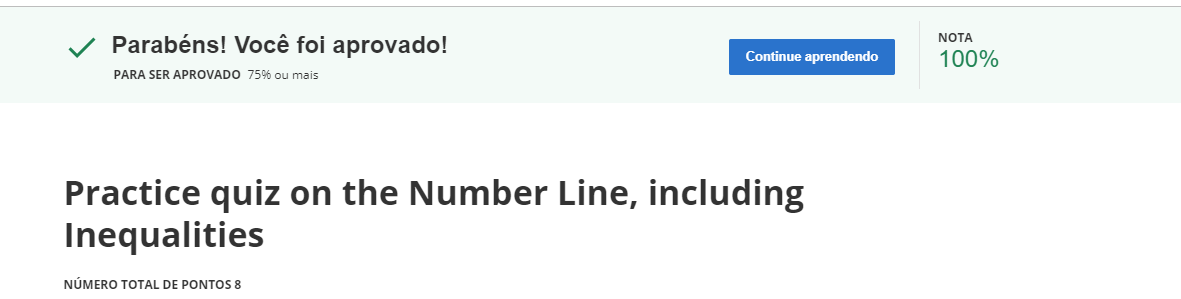 Parabéns! Você foi aprovado!
PARA SER APROVADO 75% ou mais
Continue aprendendo
NOTA
100%
Practice quiz on the Number Line, including
Inequalities
NÚMERO TOTAL DE PONTOS 8